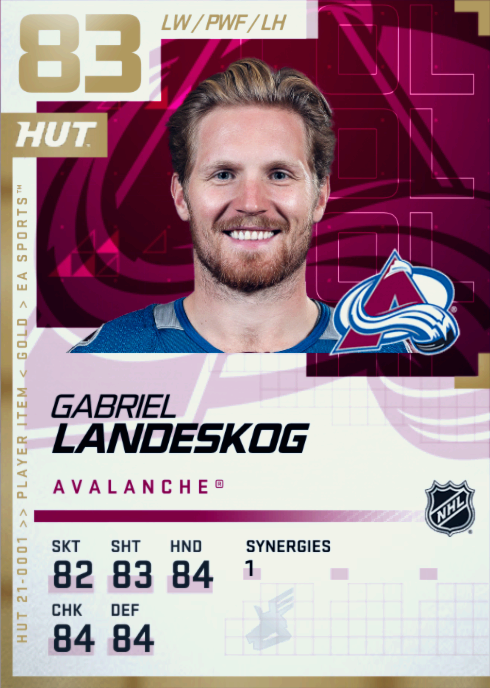 83
LW / PWF / LH
HUT
HUT 21-0001 >> PLAYER ITEM < GOLD > EA SPORTS™
GABRIEL
LANDESKOG
AVALANCHE®
NHL
SKT SHT HND SYNERGIES
82 83 84 1
CHK DEF
84 84